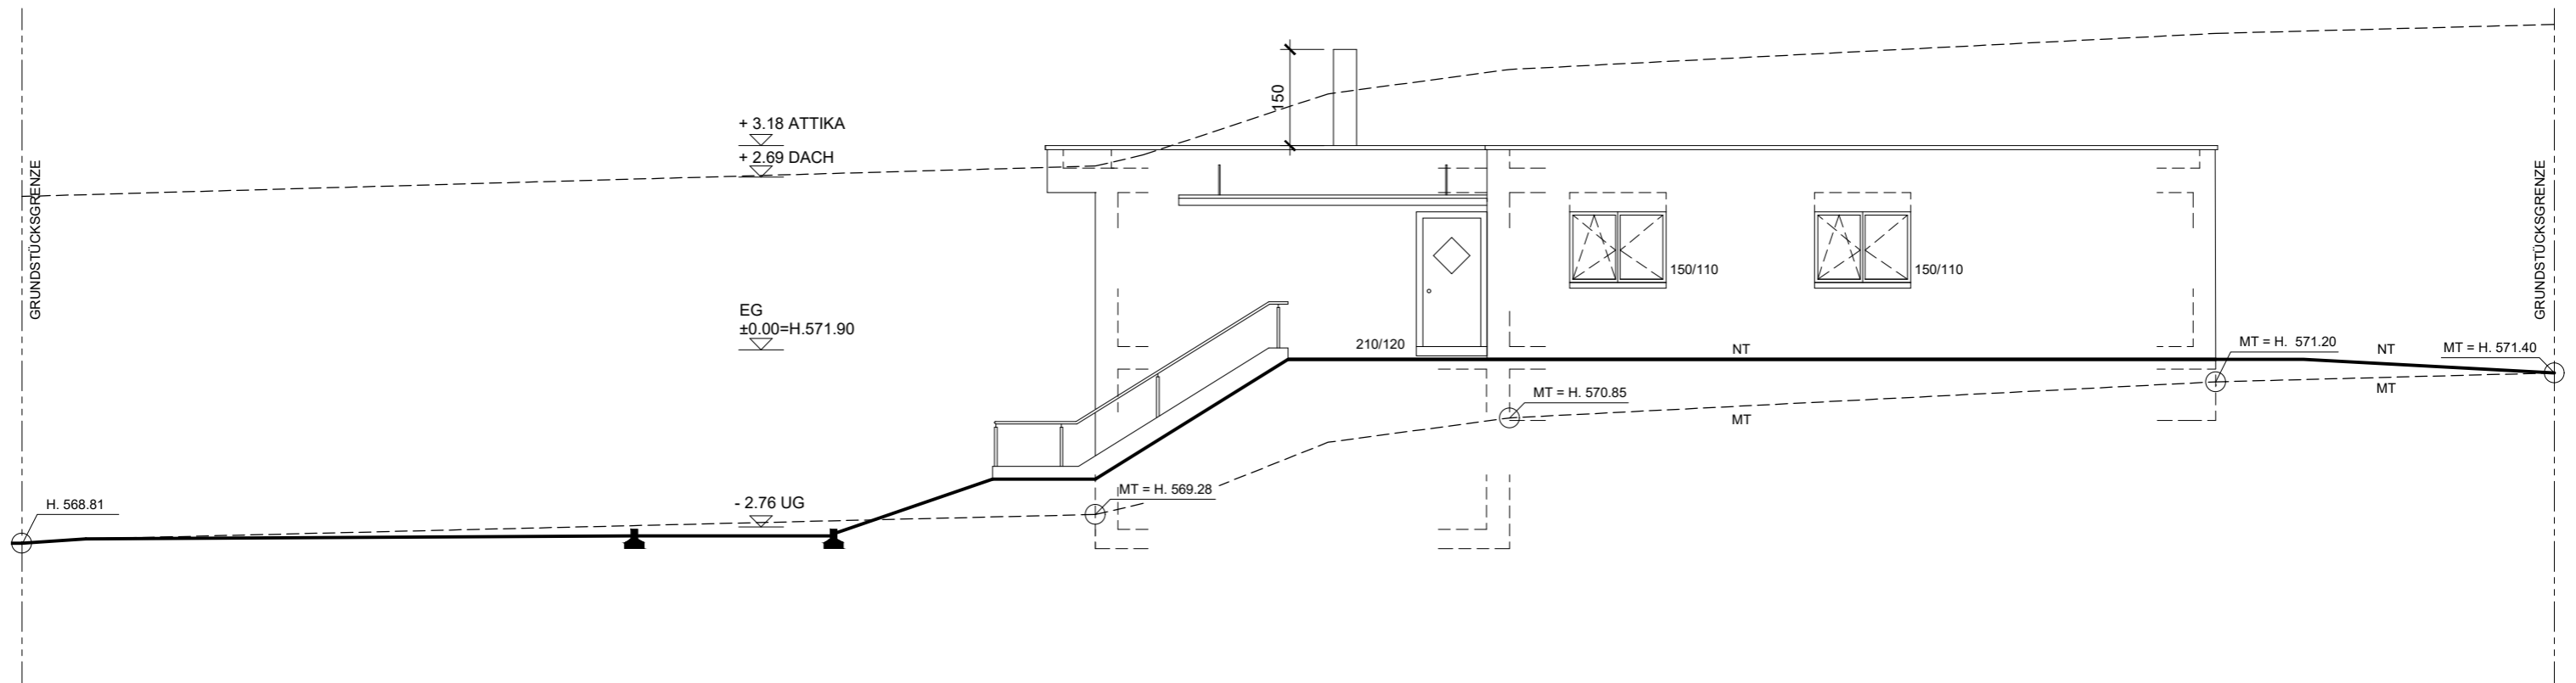 150
+ 3.18 ATTIKA
+ 2.69 DACH
GRUNDSTÜCKSGRENZE
GRUNDSTÜCKSGRENZE
150/110
150/110
EG
±0.00=H.571.90
210/120
NT
MT = H. 571.20
NT
MT = H. 571.40
MT = H. 570.85
MT
MT
MT = H. 569.28
- 2.76 UG
H. 568.81